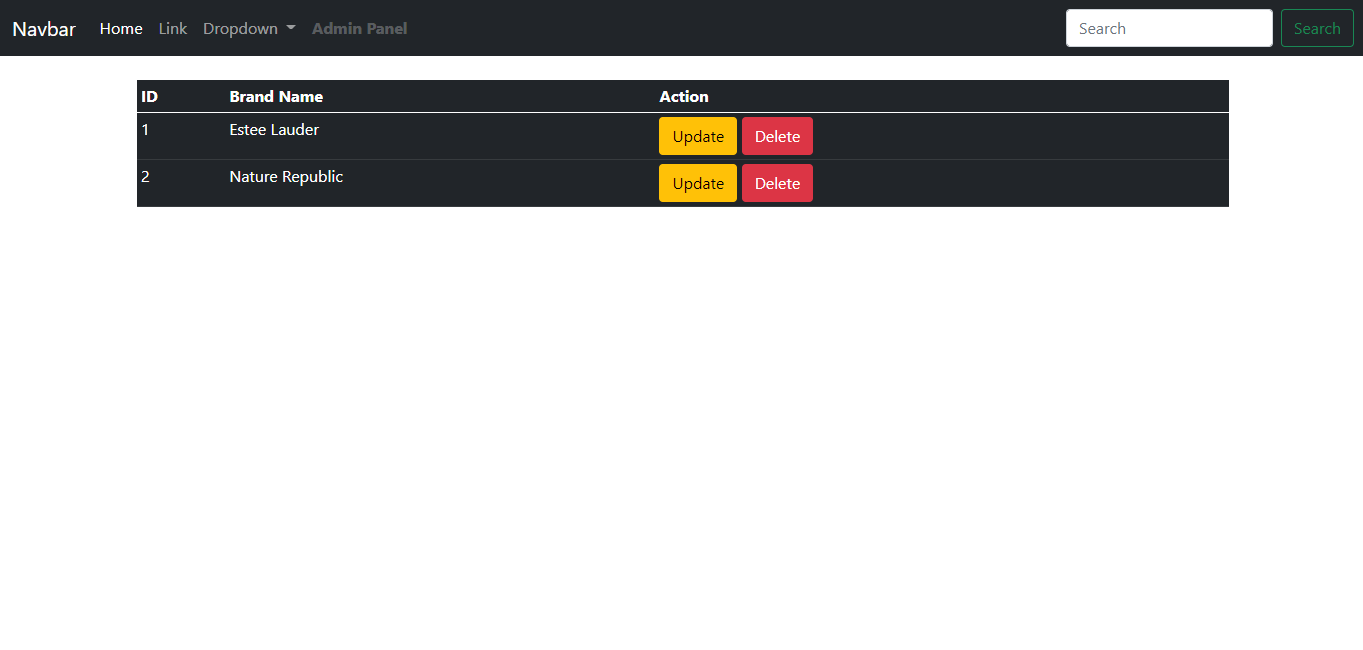 Navbar Home Link Dropdown Admin Panel Search Search
ID Brand Name Action
1 Estee Lauder Update Delete
2 Nature Republic Update Delete